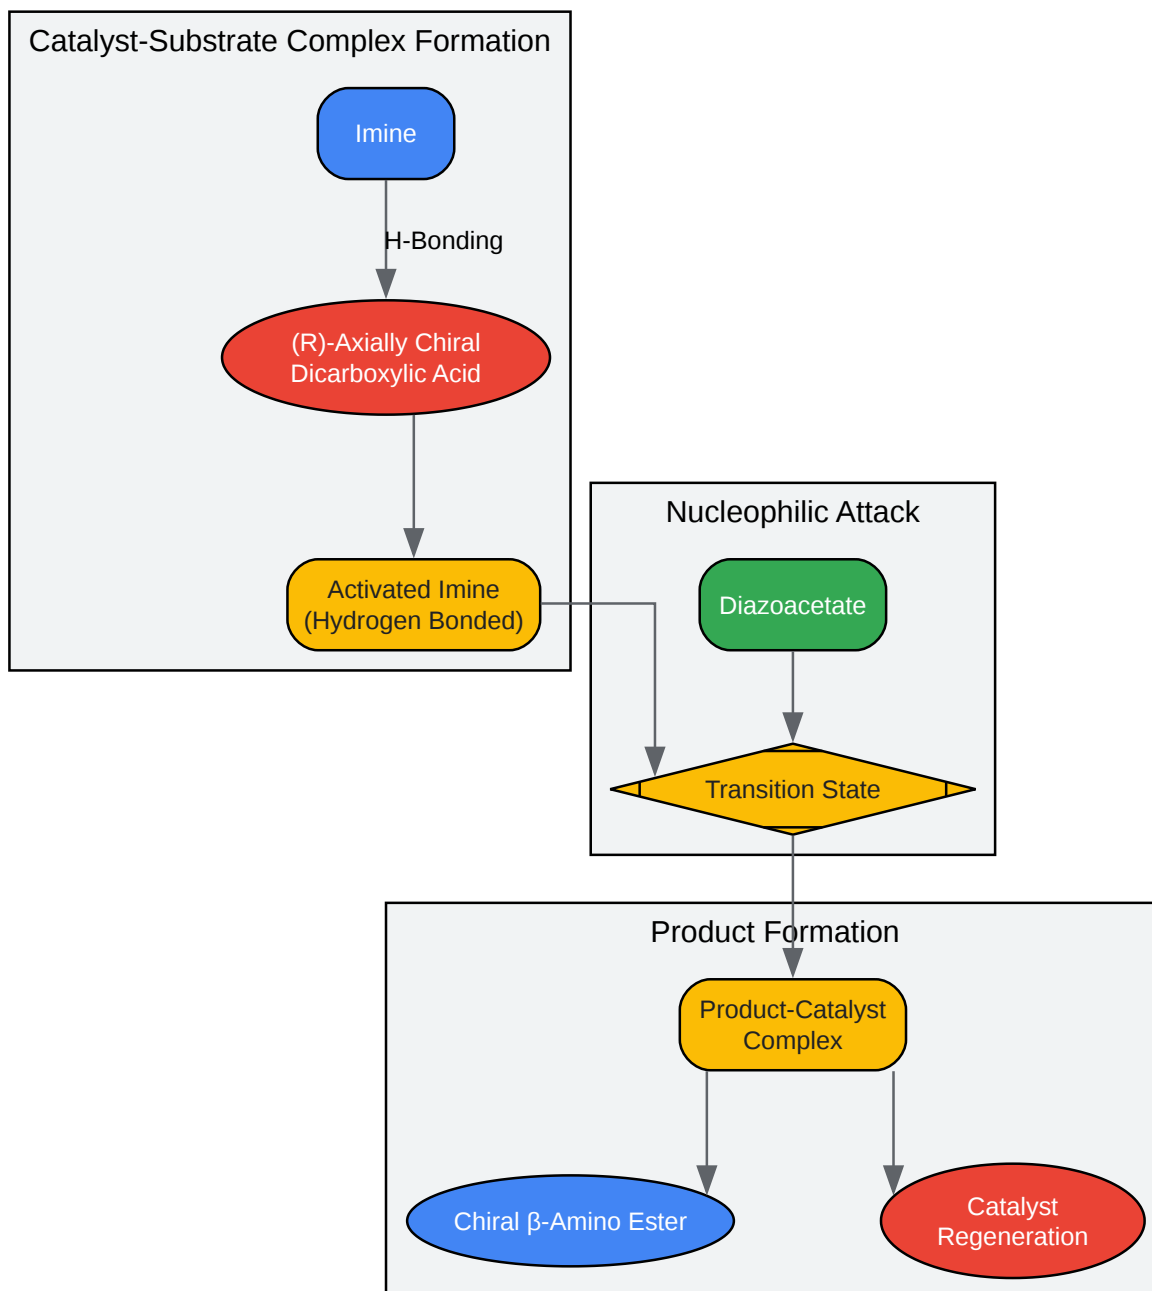 Catalyst-Substrate Complex Formation
Imine
H-Bonding
(R)-Axially Chiral
Dicarboxylic Acid
Activated Imine
(Hydrogen Bonded)
Nucleophilic Attack
Diazoacetate
Transition State
Product Formation
Product-Catalyst
Complex
Chiral β-Amino Ester
Catalyst
Regeneration